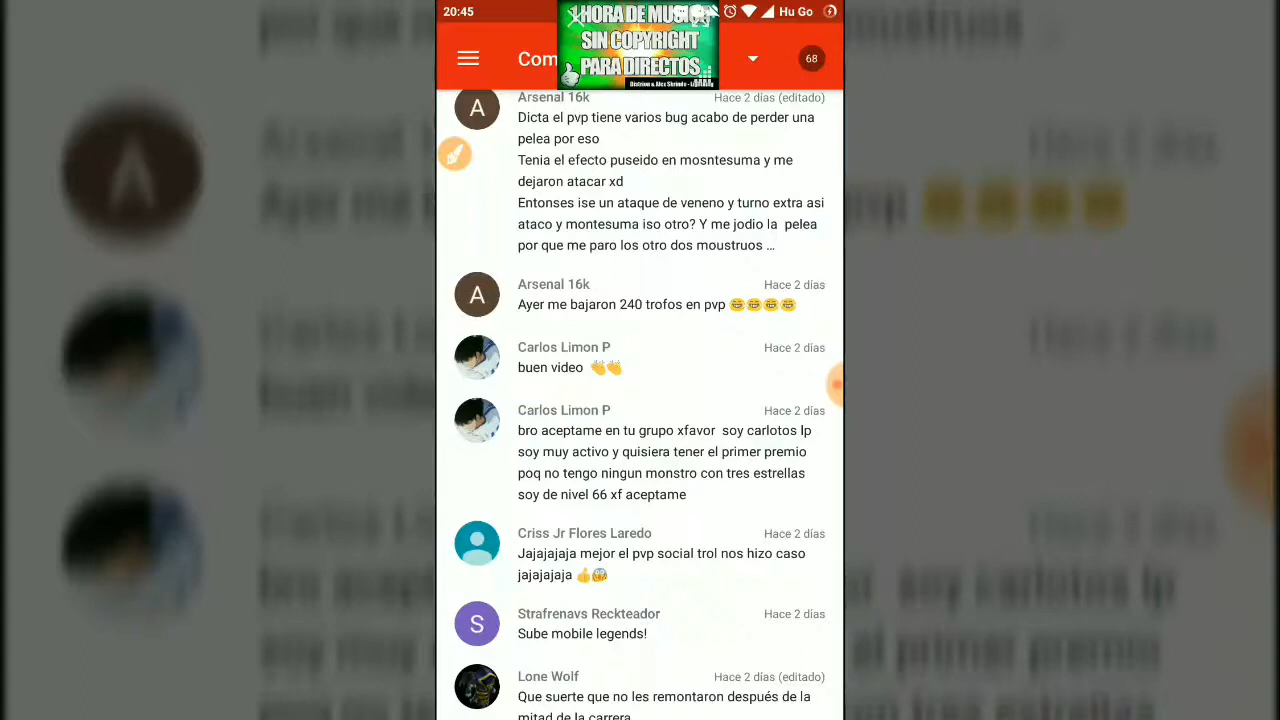 20:45
Hu Go
1 HORA DE MUSICA
SIN COPYRIGHT
PARA DIRECTOS
Com
68
Arsenal 16k
Hace 2 días (editado)
A
Dicta el pvp tiene varios bug acabo de perder una
pelea por eso
Tenia el efecto puseido en mosntesuma y me
dejaron atacar xd
Entonses ise un ataque de veneno y turno extra asi
ataco y montesuma iso otro? Y me jodio la pelea
por que me paro los otro dos moustruos ...
Arsenal 16k
Hace 2 días
A
Ayer me bajaron 240 trofos en pvp 😂😂😂😂
Carlos Limon P
Hace 2 días
buen video 👏👏
Carlos Limon P
Hace 2 días
bro aceptame en tu grupo xfavor soy carlotos lp
soy muy activo y quisiera tener el primer premio
poq no tengo ningun monstro con tres estrellas
soy de nivel 66 xf aceptame
Criss Jr Flores Laredo
Hace 2 días
Jajajajaja mejor el pvp social trol nos hizo caso
jajajajaja 👍😱
Strafrenavs Reckteador
Hace 2 días
S
Sube mobile legends!
Lone Wolf
Hace 2 días (editado)
Que suerte que no les remontaron después de la
mitad de la carrera